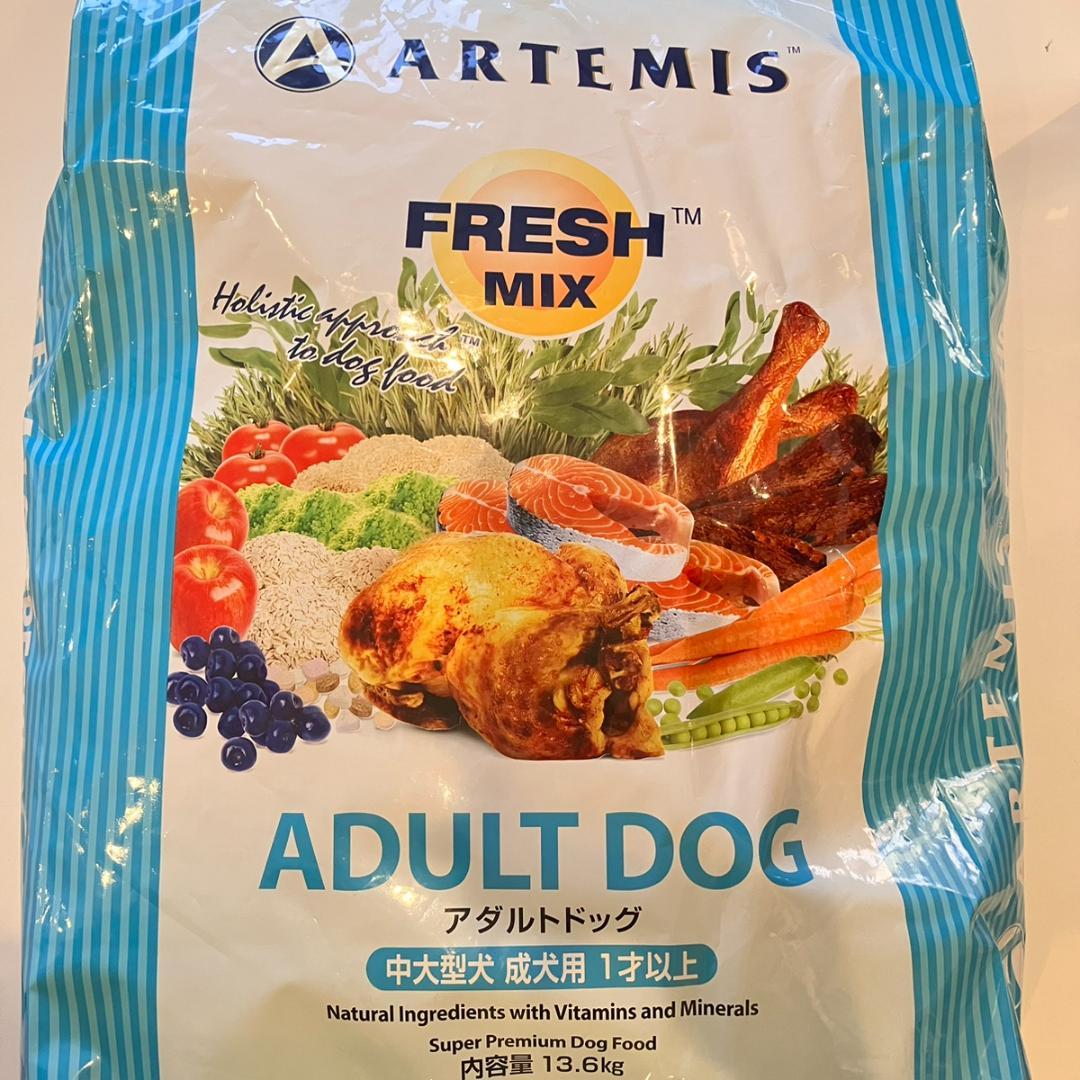 ARTEMIS™
FRESH™
MIX
Holistic approach™
to dog food
ADULT DOG
アダルトドッグ
中大型犬 成犬用 1才以上
Natural Ingredients with Vitamins and Minerals
Super Premium Dog Food
内容量 13.6kg
ARTEMIS